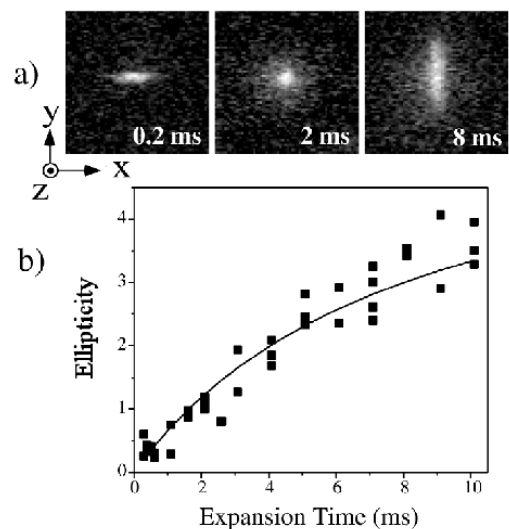 a)
0.2 ms
2 ms
8 ms
y
x
z
b)
Ellipticity
4
3
2
1
0
0
2
4
6
8
10
Expansion Time (ms)